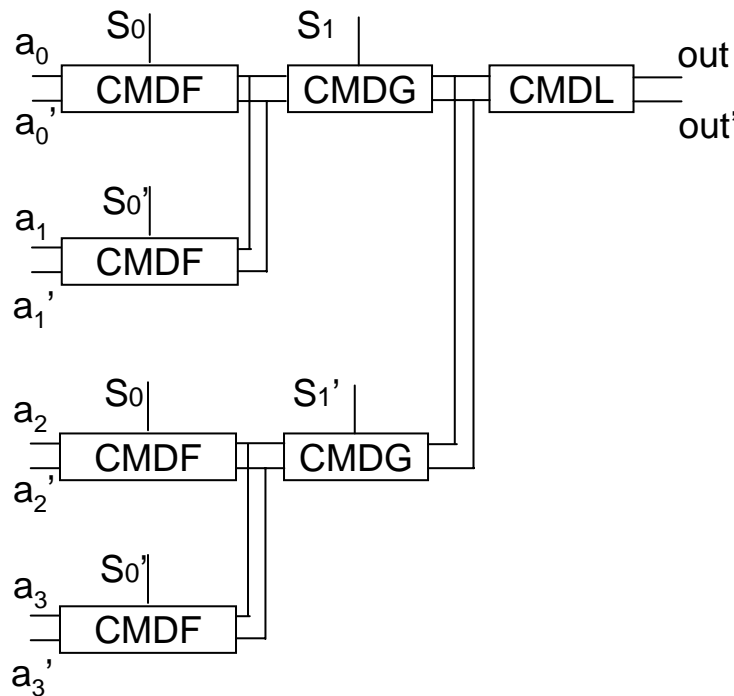 S0 S1
a0 out
CMDF CMDG CMDL
a0’ out’
S0’
a1
CMDF
a1’
S0 S1’
a2
CMDF CMDG
a2’
S0’
a3
CMDF
a3’